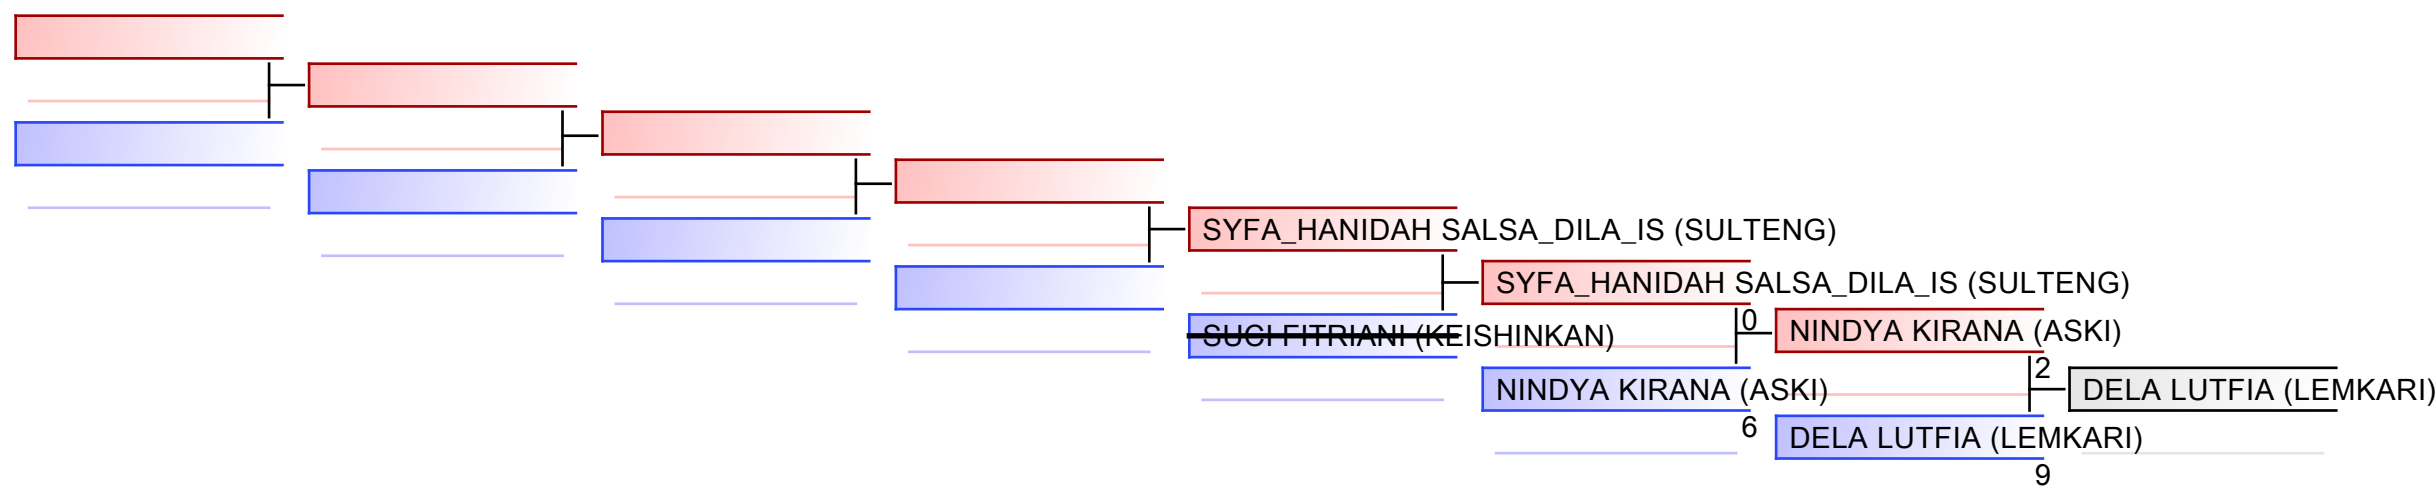 SYFA_HANIDAH SALSA_DILA_IS (SULTENG)
SYFA_HANIDAH SALSA_DILA_IS (SULTENG)
0
NINDYA KIRANA (ASKI)
SUCI FITRIANI (KEISHINKAN)
2
NINDYA KIRANA (ASKI)
DELA LUTFIA (LEMKARI)
6
DELA LUTFIA (LEMKARI)
9